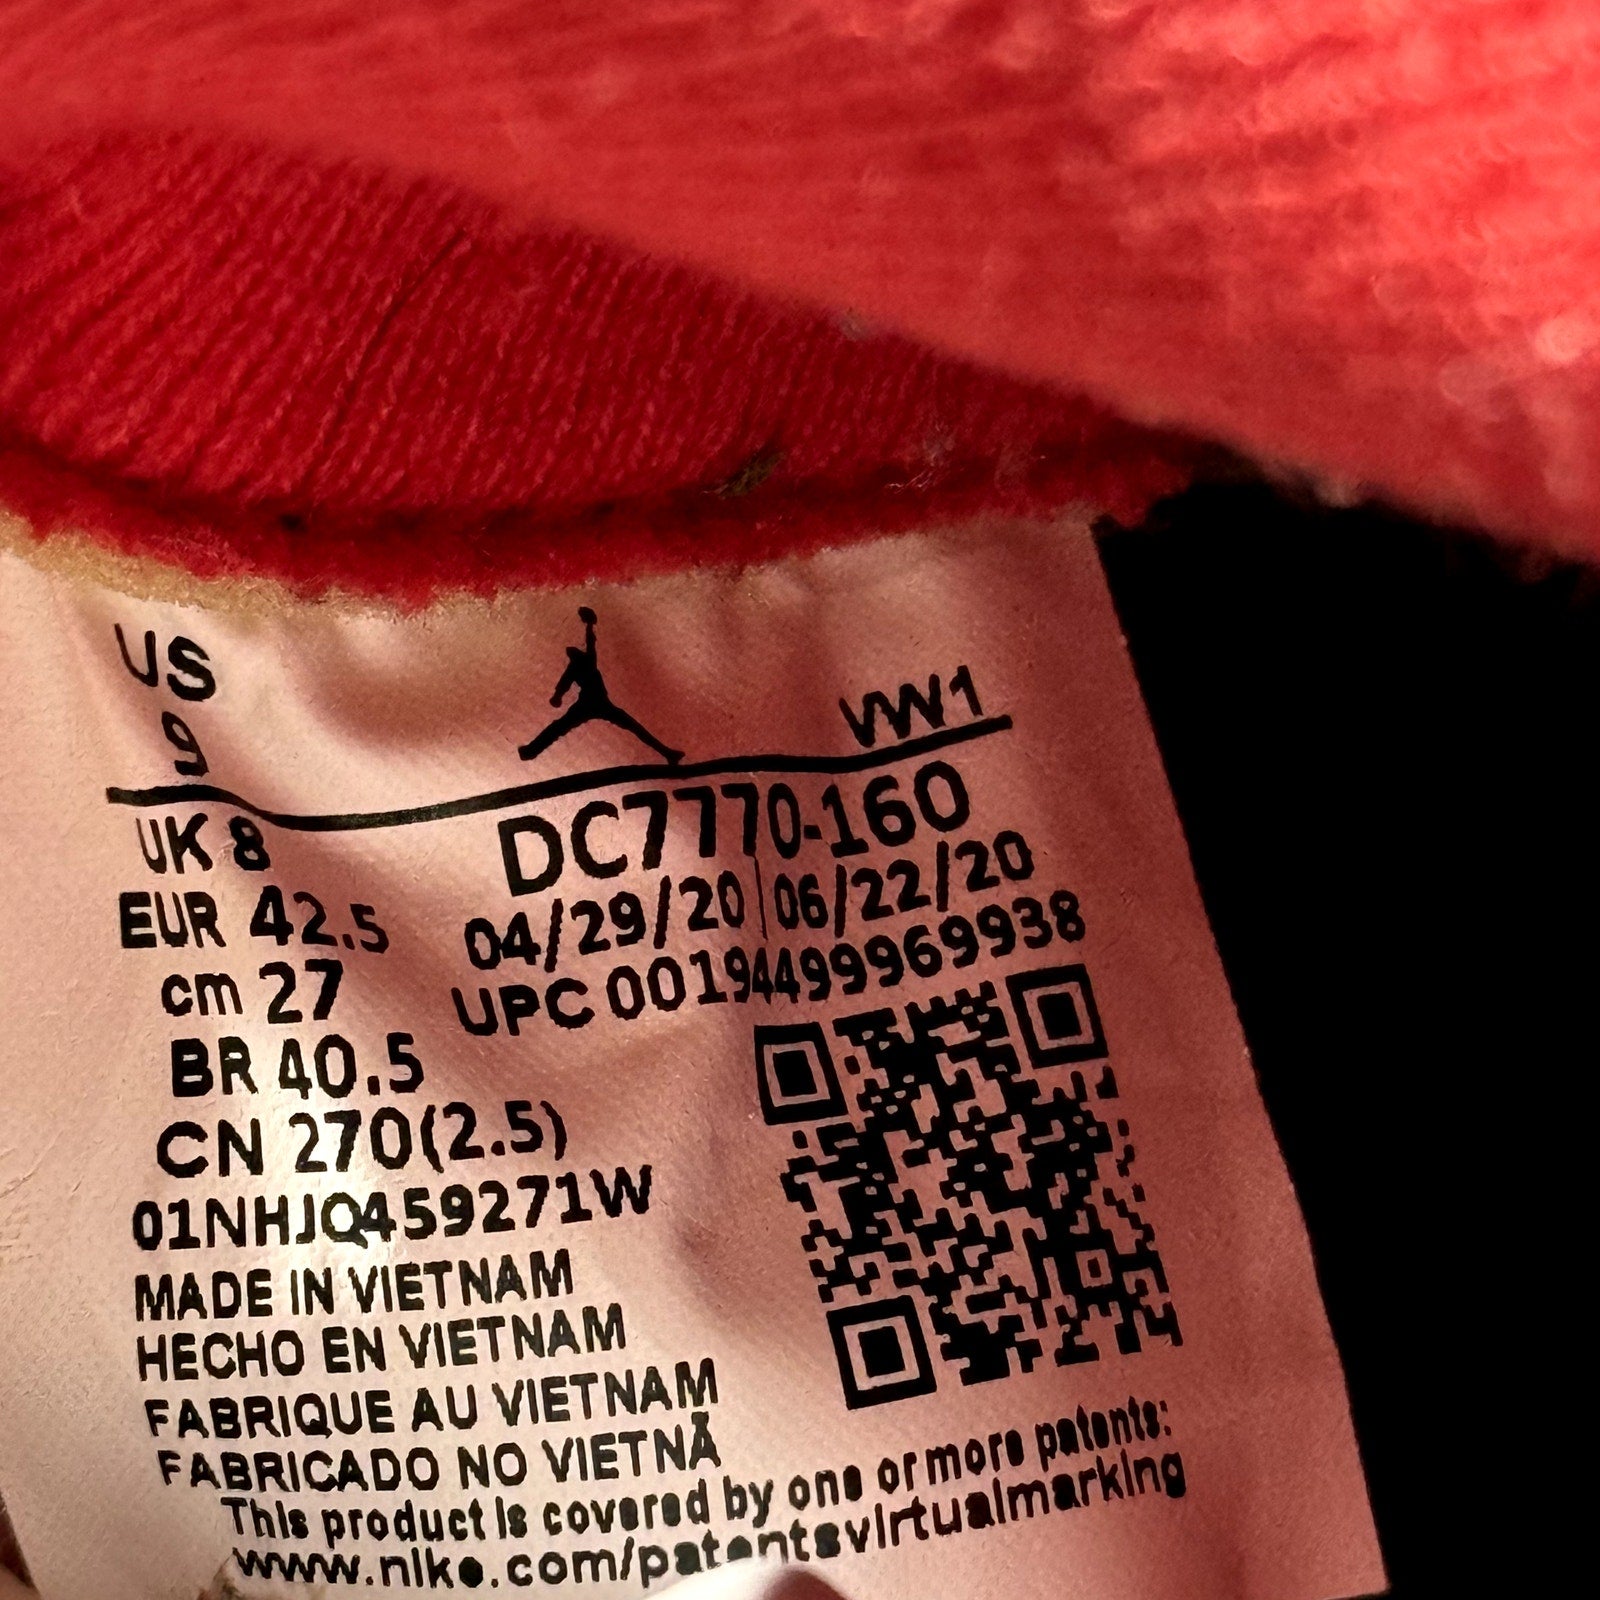 US
9
VW1
UK 8
EUR 42.5
cm 27
BR 40.5
CN 270(2.5)
DC7770-160
04/29/20 06/22/20
UPC 00194499969938
01NHJQ459271W
MADE IN VIETNAM
HECHO EN VIETNAM
FABRIQUE AU VIETNAM
FABRICADO NO VIETNÃ
This product is covered by one or more patents:
www.nike.com/patentsvirtualmarking